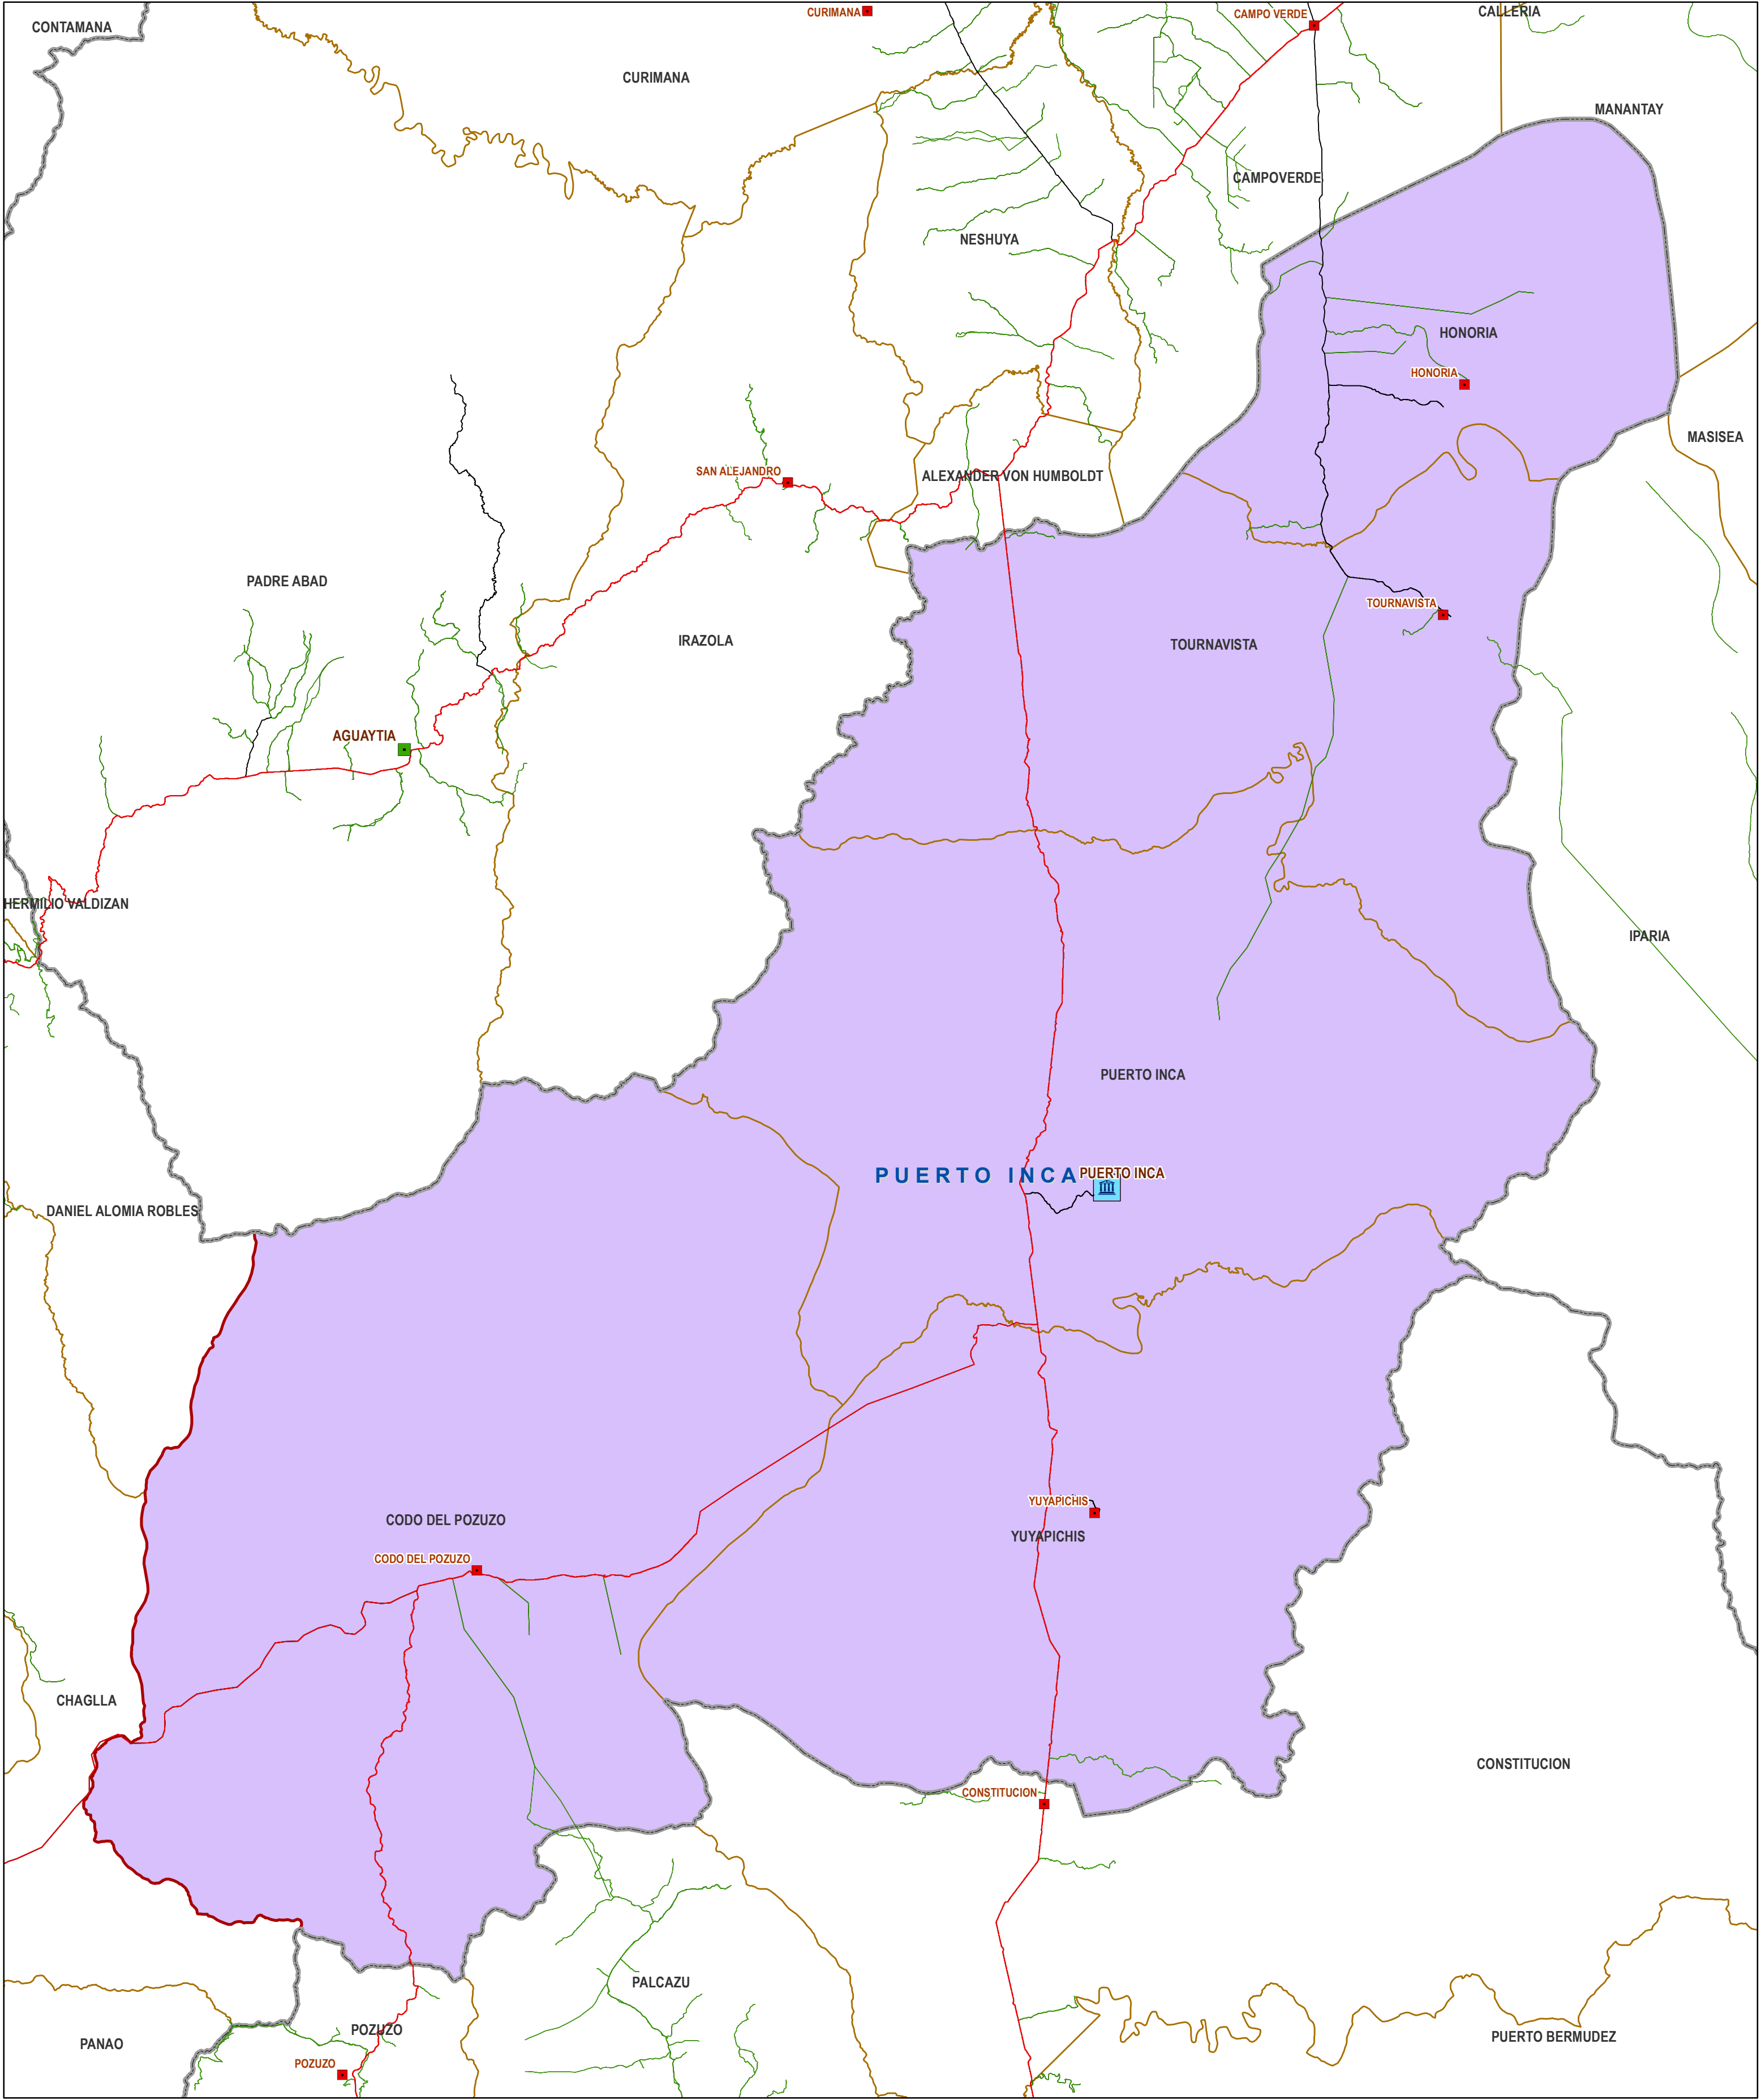 CONTAMANA
CURIMANA
CAMPO VERDE
CALLERIA
CURIMANA
MANANTAY
CAMPOVERDE
NESHUYA
HONORIA
HONORIA
MASISEA
SAN ALEJANDRO
ALEXANDER VON HUMBOLDT
PADRE ABAD
TOURNAVISTA
IRAZOLA
TOURNAVISTA
AGUAYTIA
HERMILIO VALDIZAN
IPARIA
PUERTO INCA
PUERTO INCA
PUERTO INCA
DANIEL ALOMIA ROBLES
YUYAPICHIS
CODO DEL POZUZO
YUYAPICHIS
CODO DEL POZUZO
CHAGLLA
CONSTITUCION
CONSTITUCION
PALCAZU
POZUZO
PUERTO BERMUDEZ
PANAO
POZUZO